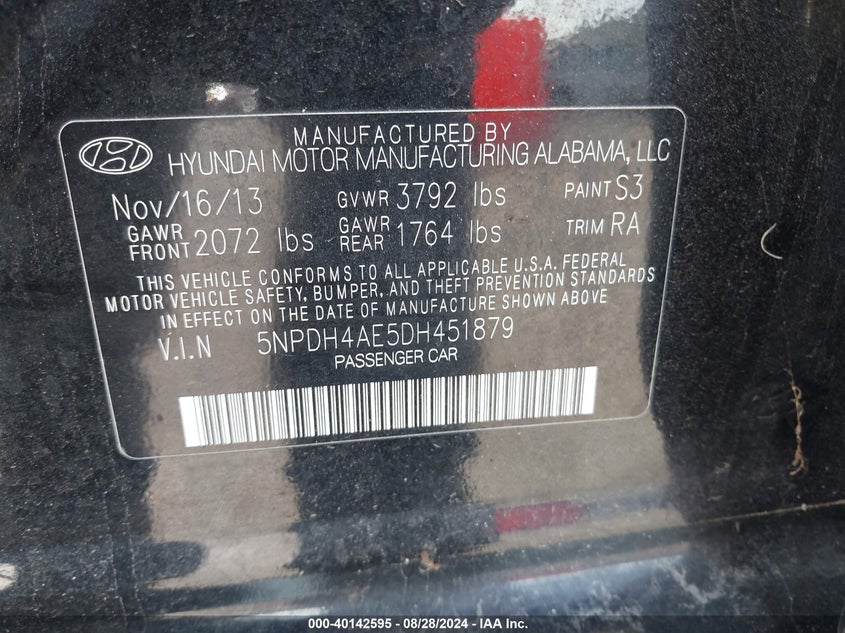 MANUFACTURED BY
HYUNDAI MOTOR MANUFACTURING ALABAMA, LLC
Nov/16/13 GVWR 3792 lbs PAINT S3
GAWR FRONT 2072 lbs GAWR REAR 1764 lbs TRIM RA
THIS VEHICLE CONFORMS TO ALL APPLICABLE U.S.A. FEDERAL
MOTOR VEHICLE SAFETY, BUMPER, AND THEFT PREVENTION STANDARDS
IN EFFECT ON THE DATE OF MANUFACTURE SHOWN ABOVE
V.I.N 5NPDH4AE5DH451879
PASSENGER CAR
000-40142595 - 08/28/2024 - IAA Inc.